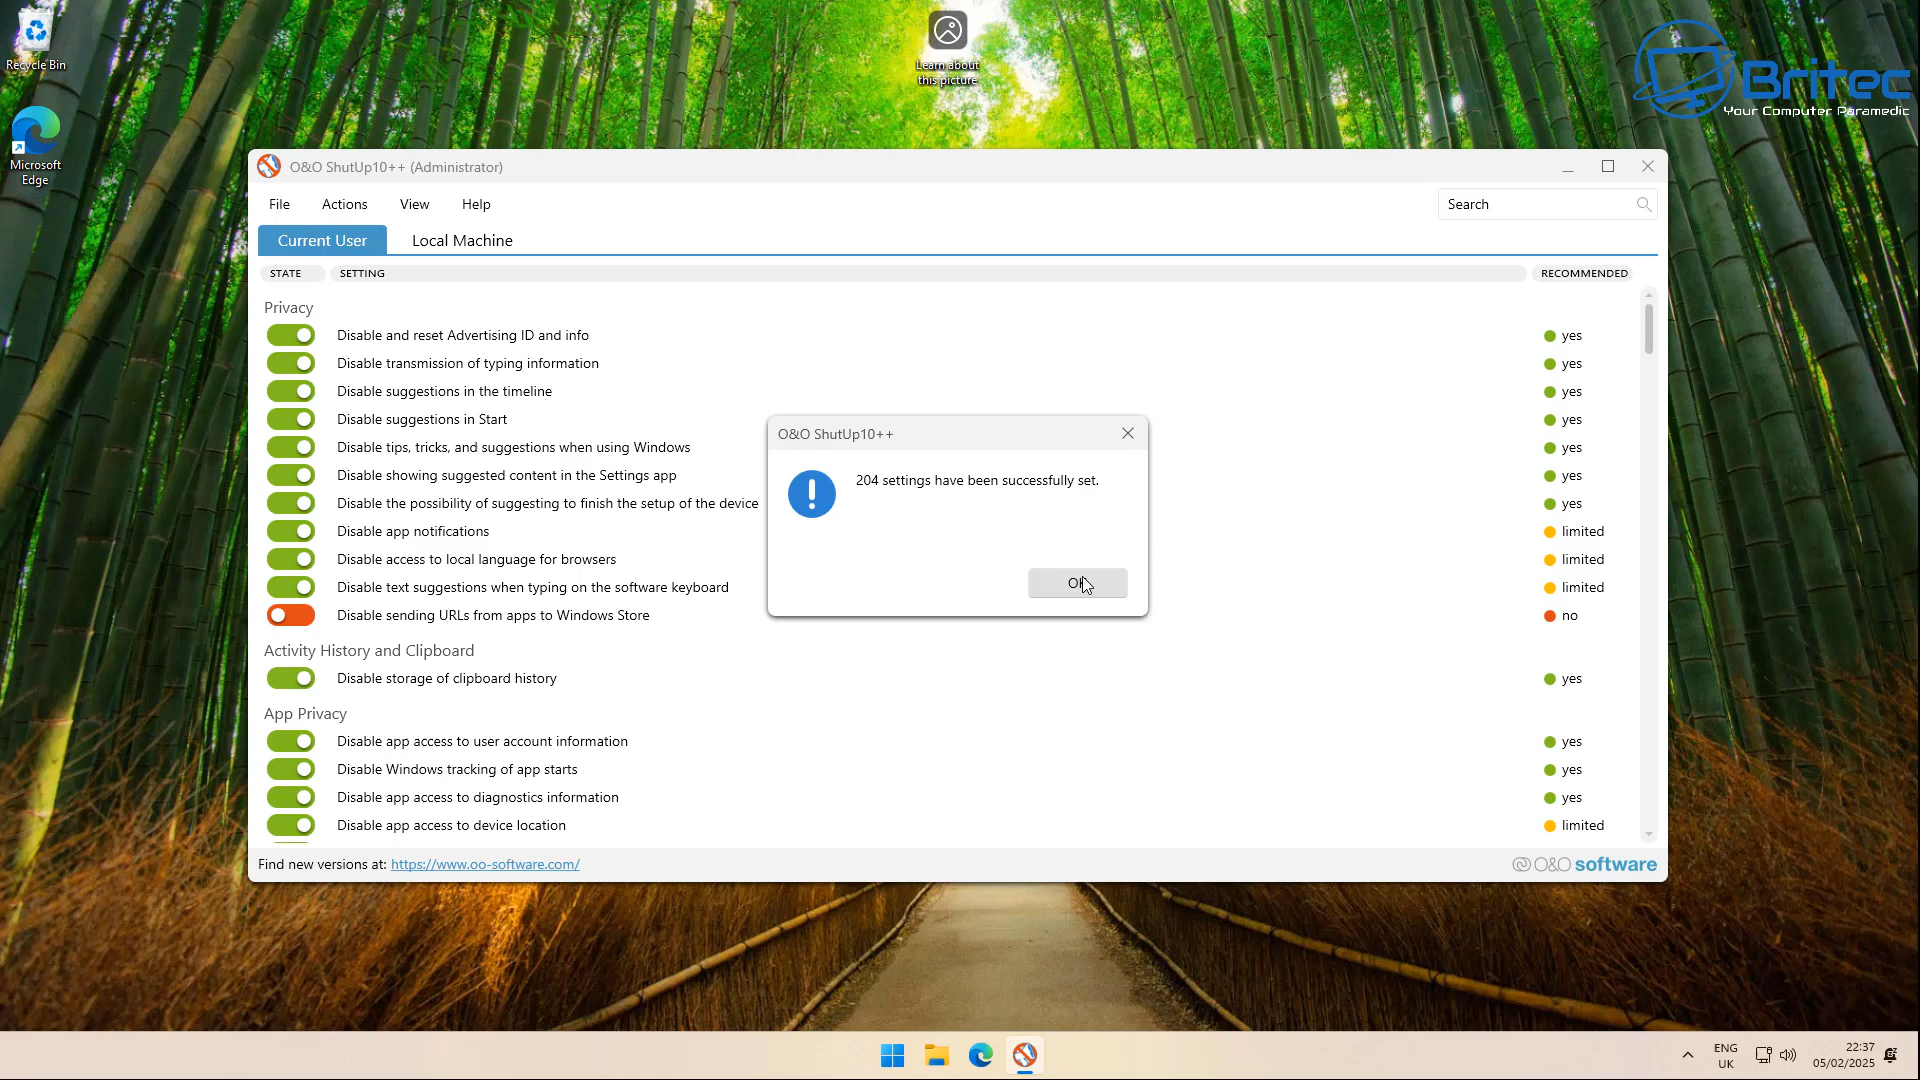 Recycle Bin
Microsoft
Edge
Learn about
this picture
Britec
Your Computer Paramedic
O&O ShutUp10++ (Administrator)
File Actions View Help
Search
Current User Local Machine
STATE SETTING RECOMMENDED
Privacy
Disable and reset Advertising ID and info yes
Disable transmission of typing information yes
Disable suggestions in the timeline yes
Disable suggestions in Start yes
Disable tips, tricks, and suggestions when using Windows yes
Disable showing suggested content in the Settings app yes
Disable the possibility of suggesting to finish the setup of the device yes
Disable app notifications limited
Disable access to local language for browsers limited
Disable text suggestions when typing on the software keyboard limited
Disable sending URLs from apps to Windows Store no
Activity History and Clipboard
Disable storage of clipboard history yes
App Privacy
Disable app access to user account information yes
Disable Windows tracking of app starts yes
Disable app access to diagnostics information yes
Disable app access to device location limited
O&O ShutUp10++
204 settings have been successfully set.
OK
Find new versions at: https://www.oo-software.com/
O&O software
ENG
UK
22:37
05/02/2025